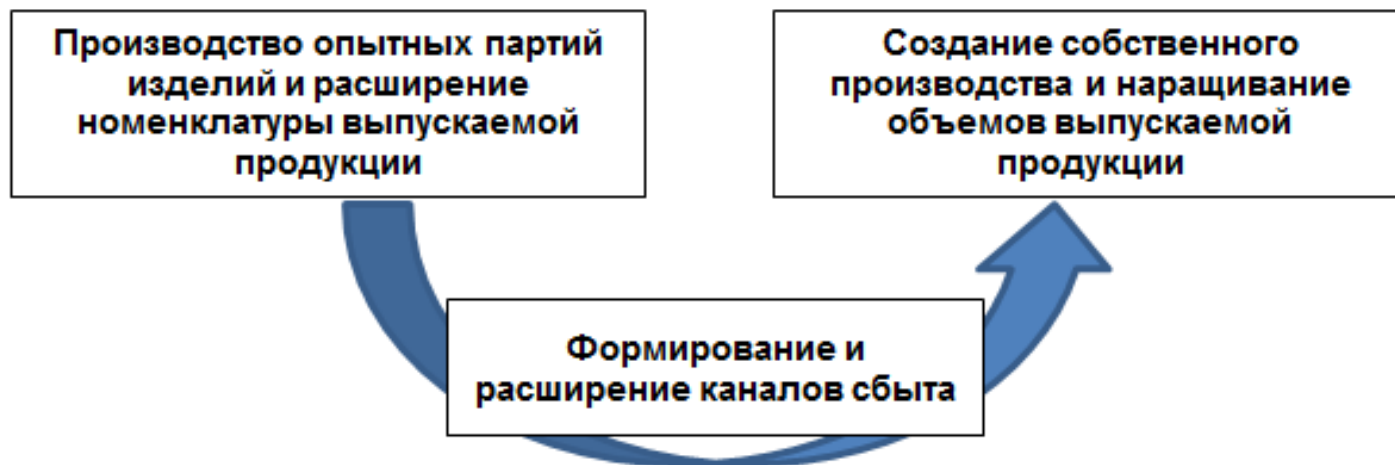 Производство опытных партий
изделий и расширение
номенклатуры выпускаемой
продукции
Создание собственного
производства и наращивание
объемов выпускаемой
продукции
Формирование и
расширение каналов сбыта